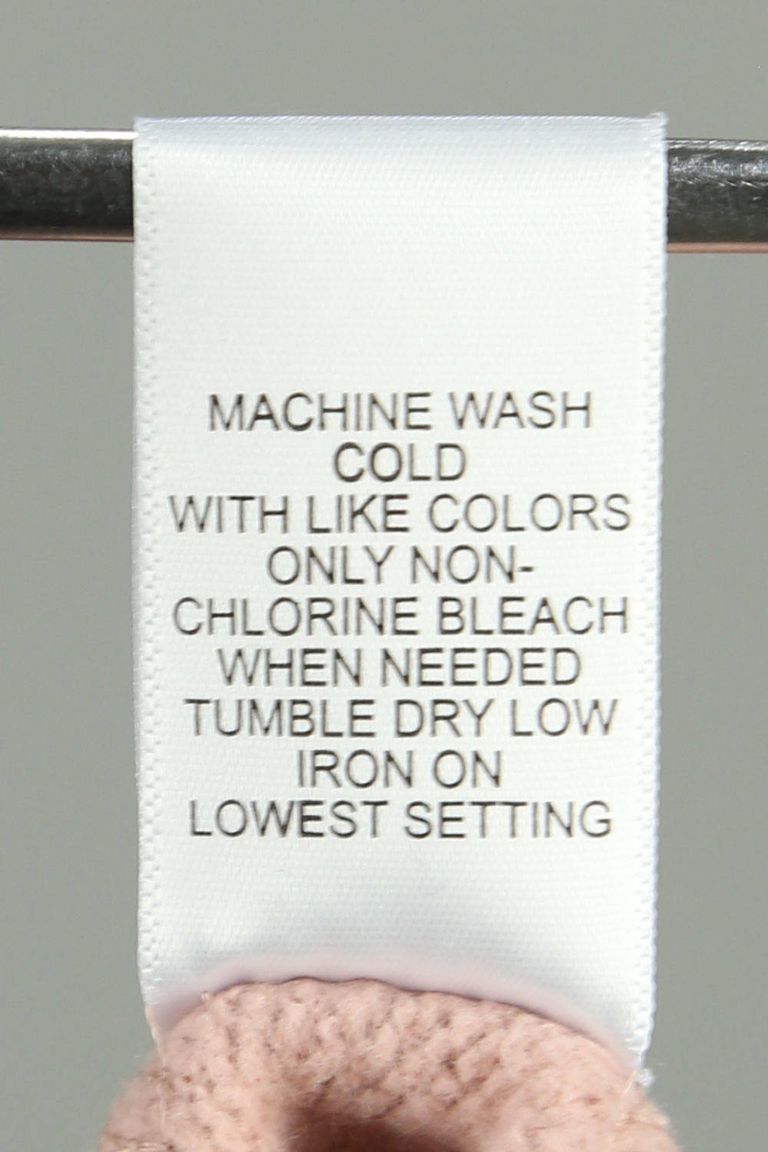 MACHINE WASH
COLD
WITH LIKE COLORS
ONLY NON-
CHLORINE BLEACH
WHEN NEEDED
TUMBLE DRY LOW
IRON ON
LOWEST SETTING